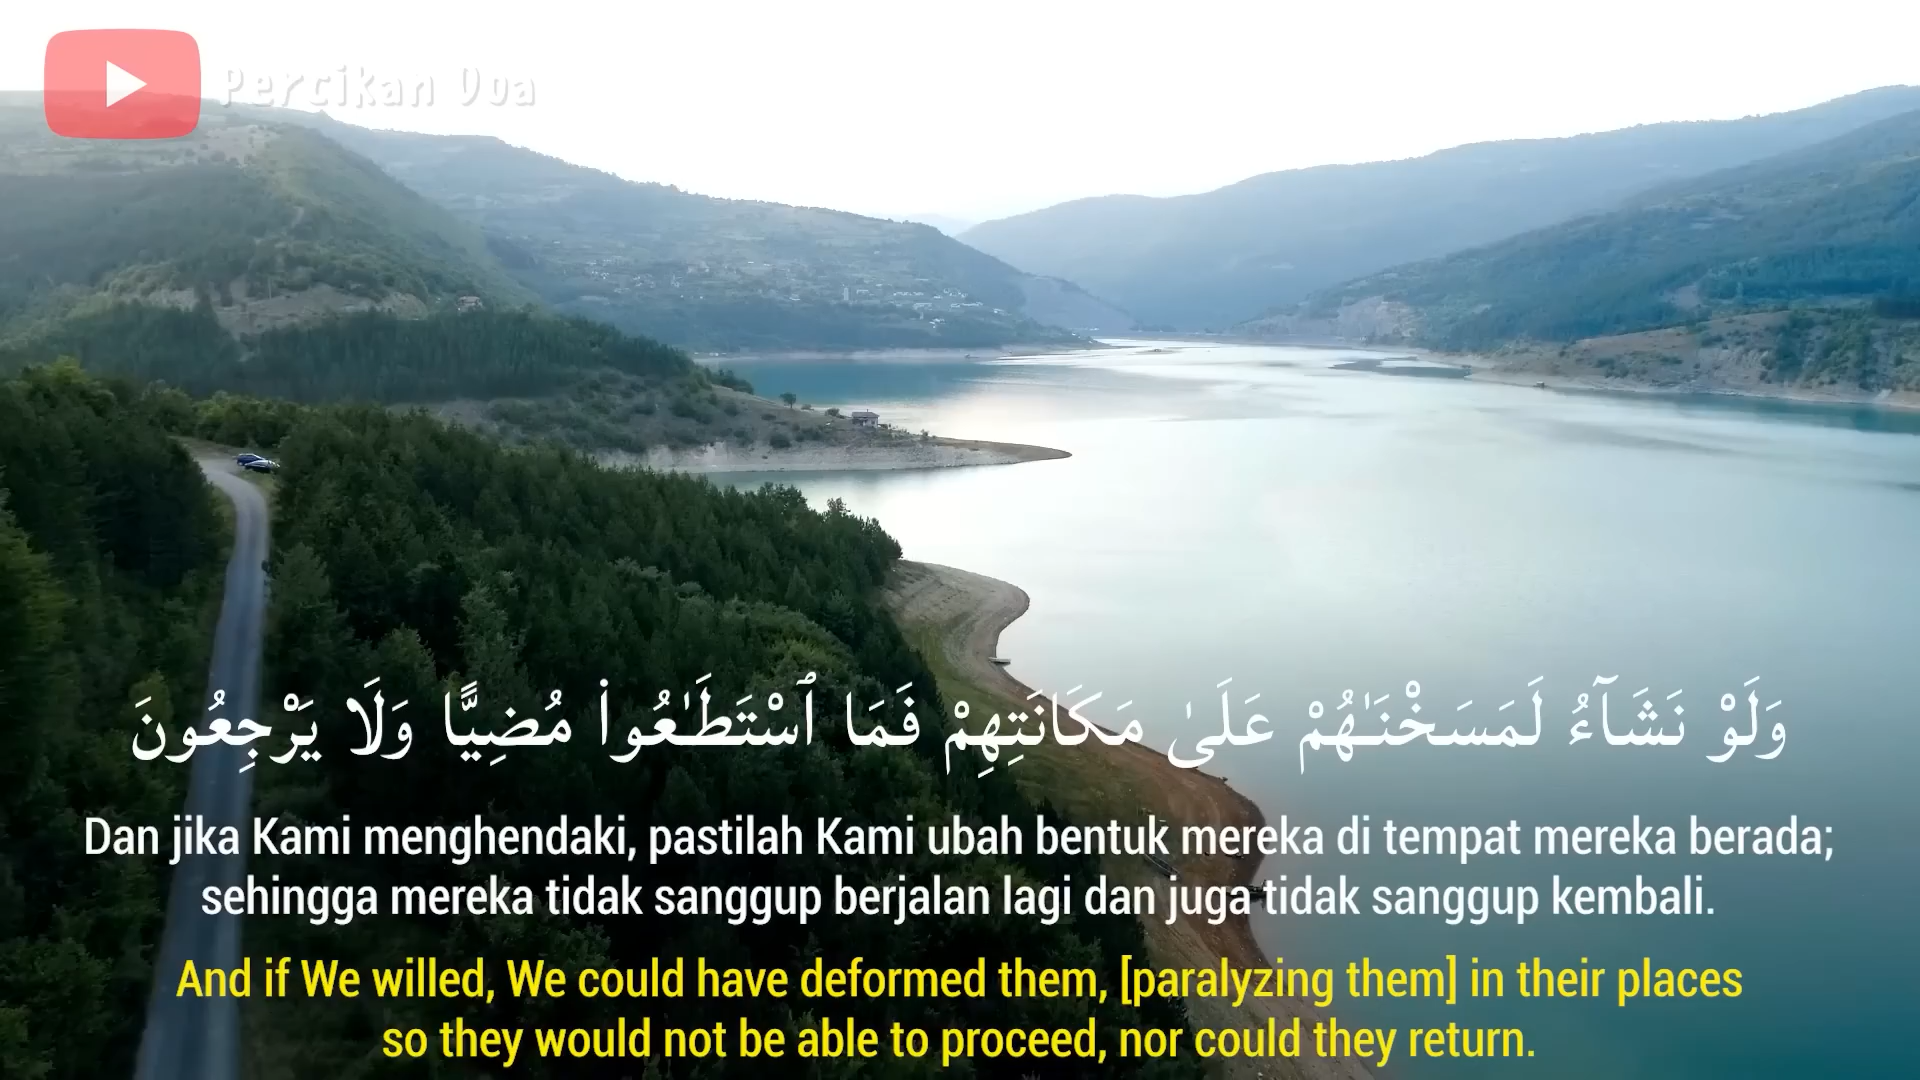 Percikan Doa
وَلَوْ نَشَآءُ لَمَسَخْنَـٰهُمْ عَلَىٰ مَكَانَتِهِمْ فَمَا ٱسْتَطَـٰعُوا۟ مُضِيًّا وَلَا يَرْجِعُونَ
Dan jika Kami menghendaki, pastilah Kami ubah bentuk mereka di tempat mereka berada;
sehingga mereka tidak sanggup berjalan lagi dan juga tidak sanggup kembali.
And if We willed, We could have deformed them, [paralyzing them] in their places
so they would not be able to proceed, nor could they return.